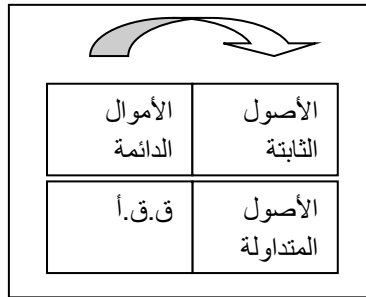 الأصول
الثابتة
الأموال
الدائمة
الأصول
المتداولة
ق.ق.أ